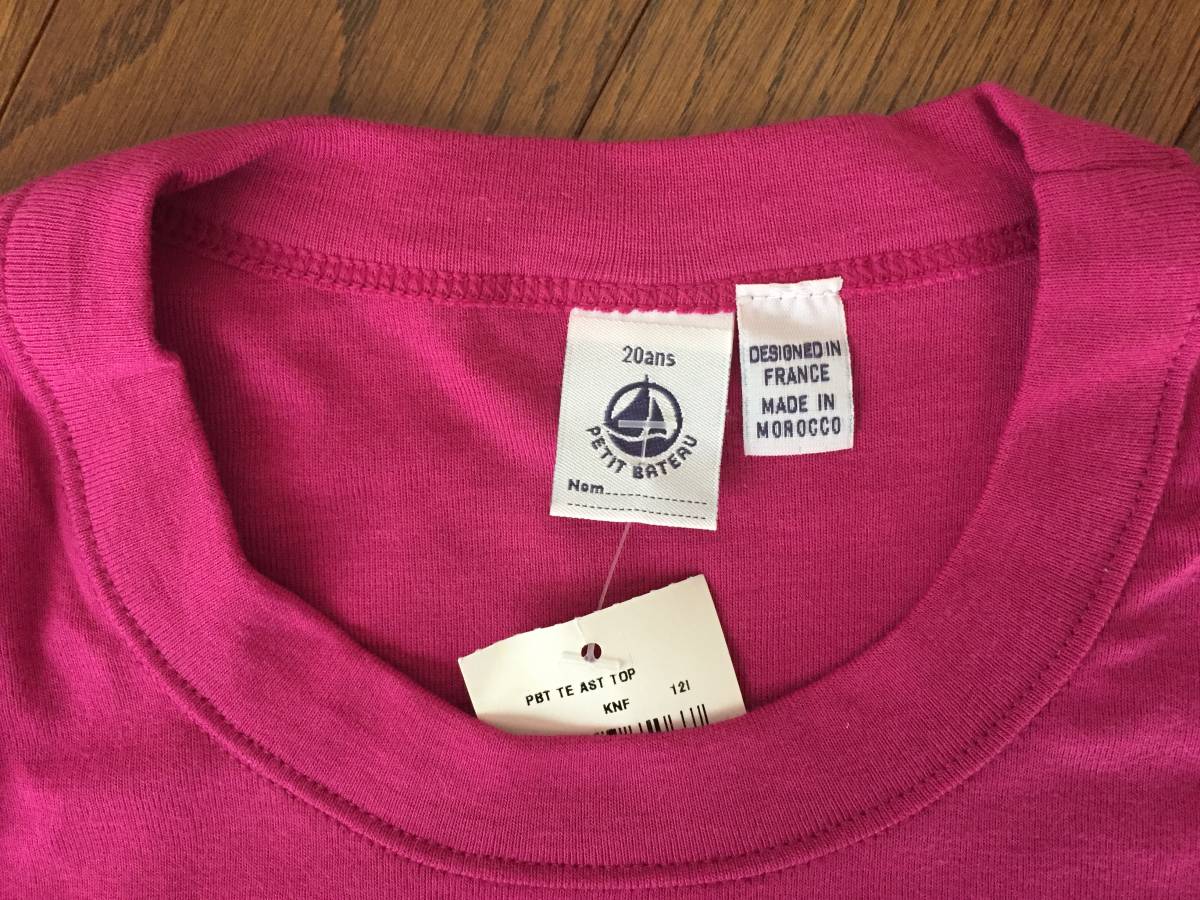 20ans
PETIT BATEAU
Nom
DESIGNED IN
FRANCE
MADE IN
MOROCCO
PBT TE AST TOP
KNF 12I